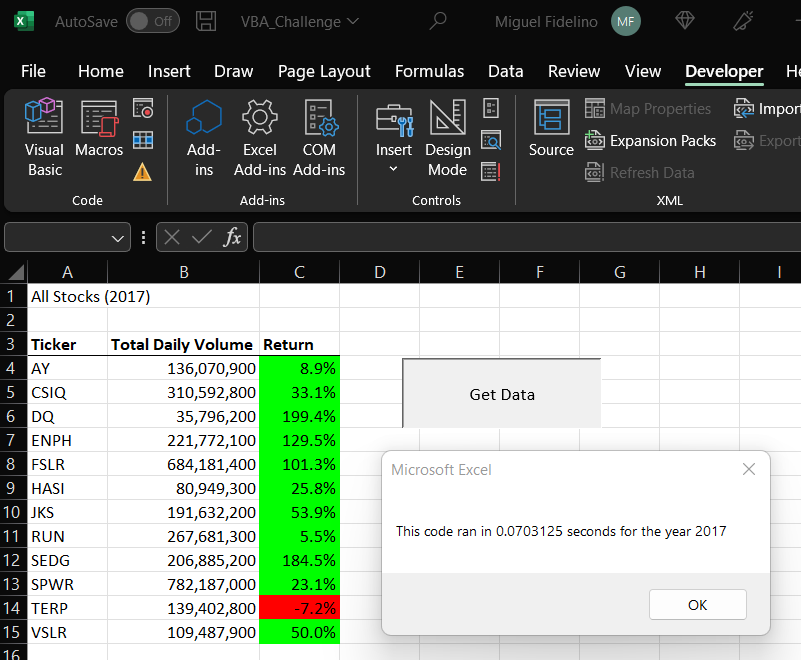 AutoSave Off VBA_Challenge Miguel Fidelino MF
File Home Insert Draw Page Layout Formulas Data Review View Developer He
Visual Basic Macros Add-ins Excel Add-ins COM Add-ins Insert Design Mode Source Map Properties Import
Expansion Packs Export
Refresh Data
Code Add-ins Controls XML
fx
A B C D E F G H I
1 All Stocks (2017)
2
3 Ticker Total Daily Volume Return
4 AY 136,070,900 8.9%
5 CSIQ 310,592,800 33.1%
6 DQ 35,796,200 199.4%
7 ENPH 221,772,100 129.5%
8 FSLR 684,181,400 101.3%
9 HASI 80,949,300 25.8%
10 JKS 191,632,200 53.9%
11 RUN 267,681,300 5.5%
12 SEDG 206,885,200 184.5%
13 SPWR 782,187,000 23.1%
14 TERP 139,402,800 -7.2%
15 VSLR 109,487,900 50.0%
16
Get Data
Microsoft Excel
This code ran in 0.0703125 seconds for the year 2017
OK